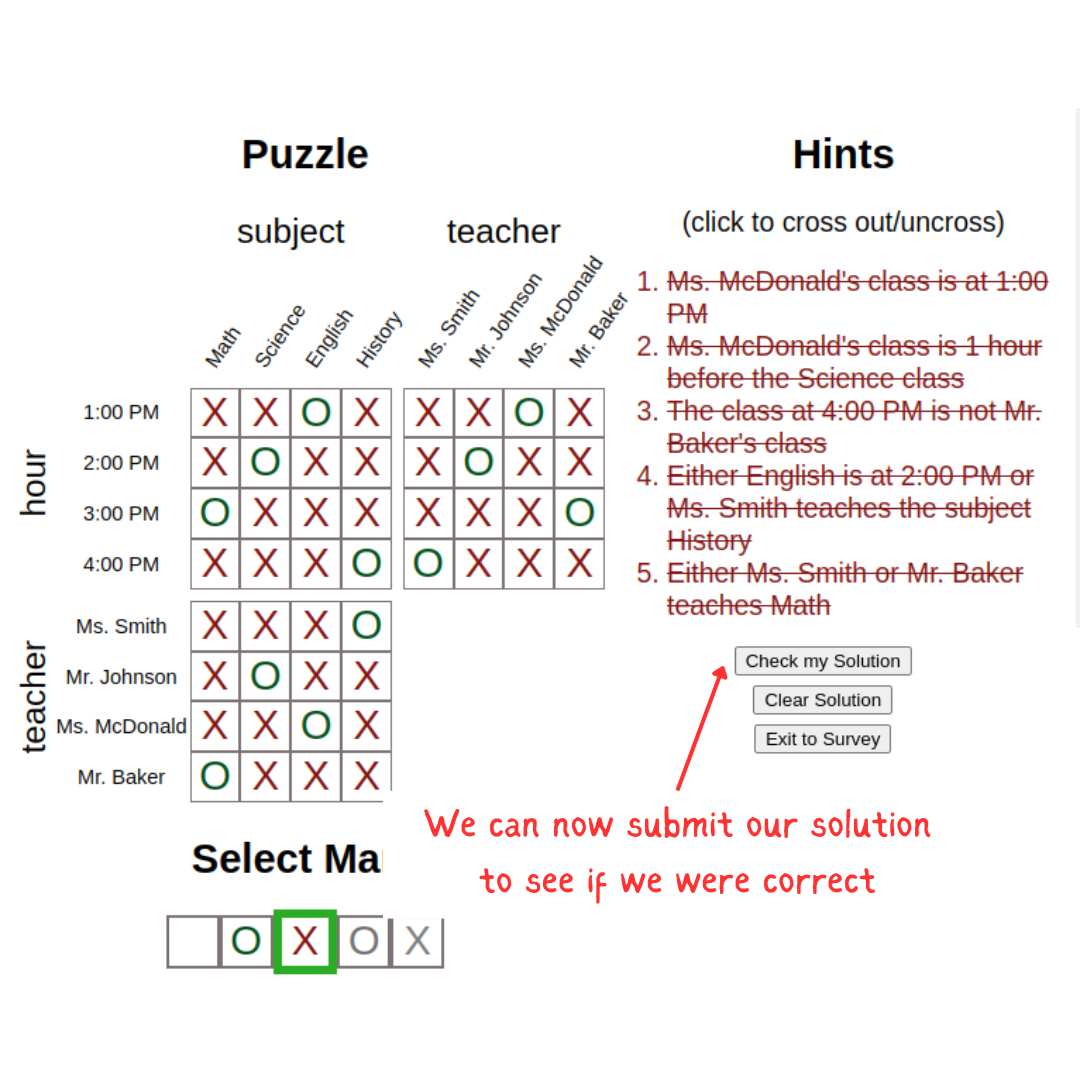 Puzzle
subject
teacher
Math
Science
English
History
Ms. Smith
Mr. Johnson
Ms. McDonald
Mr. Baker
hour
1:00 PM X X O X X X O X
2:00 PM X O X X X O X X
3:00 PM O X X X X X X O
4:00 PM X X X O O X X X
teacher
Ms. Smith X X X O
Mr. Johnson X O X X
Ms. McDonald X X O X
Mr. Baker O X X X
Select Ma
O X O X
Hints
(click to cross out/uncross)
1. Ms. McDonald's class is at 1:00
PM
2. Ms. McDonald's class is 1 hour
before the Science class
3. The class at 4:00 PM is not Mr.
Baker's class
4. Either English is at 2:00 PM or
Ms. Smith teaches the subject
History
5. Either Ms. Smith or Mr. Baker
teaches Math
Check my Solution
Clear Solution
Exit to Survey
We can now submit our solution
to see if we were correct